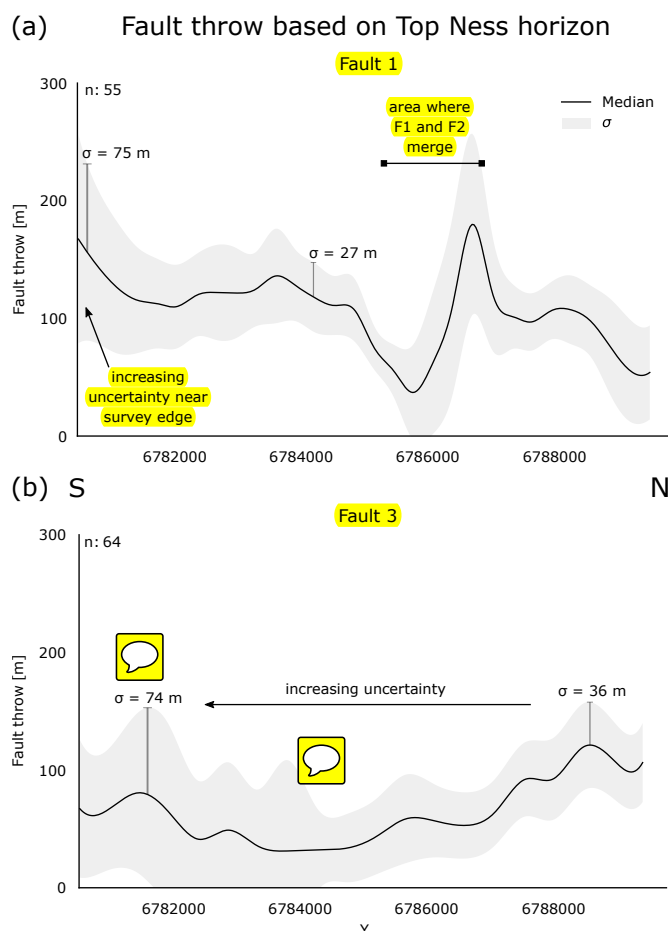 (a) Fault throw based on Top Ness horizon
Fault 1
300
n: 55
area where
F1 and F2
merge
Median
σ
σ = 75 m
200
σ = 27 m
Fault throw [m]
100
increasing
uncertainty near
survey edge
0
6782000 6784000 6786000 6788000
(b) S N
Fault 3
300
n: 64
200
Fault throw [m]
σ = 74 m
increasing uncertainty
σ = 36 m
100
0
6782000 6784000 6786000 6788000